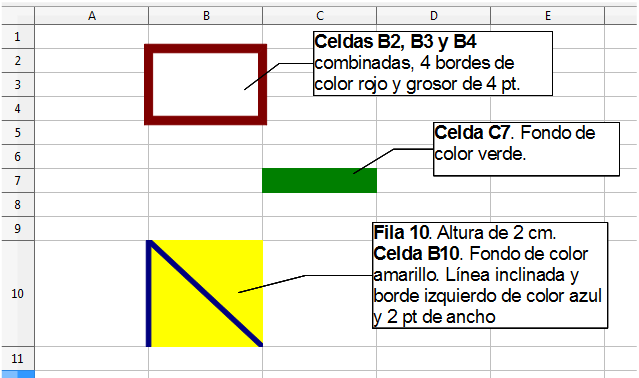 A B C D E
1
2
3
4
5
6
7
8
9
10
11
Celdas B2, B3 y B4
combinadas, 4 bordes de
color rojo y grosor de 4 pt.
Celda C7. Fondo de
color verde.
Fila 10. Altura de 2 cm.
Celda B10. Fondo de color
amarillo. Línea inclinada y
borde izquierdo de color azul
y 2 pt de ancho